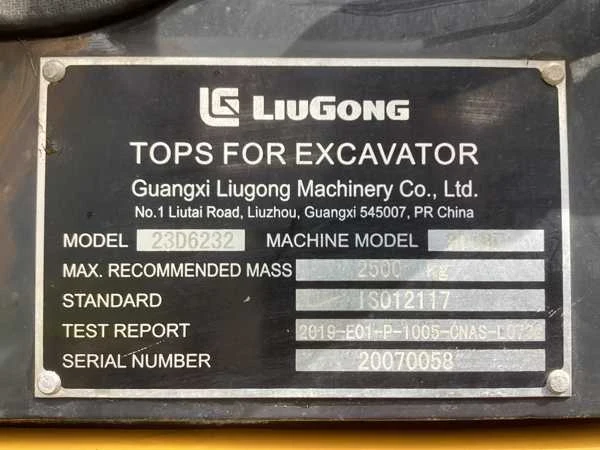 LG LIUGONG
TOPS FOR EXCAVATOR
Guangxi Liugong Machinery Co., Ltd.
No.1 Liutai Road, Liuzhou, Guangxi 545007, PR China
MODEL 23D6232 MACHINE MODEL
MAX. RECOMMENDED MASS 2500 kg
STANDARD ISO12117
TEST REPORT
SERIAL NUMBER 20070058